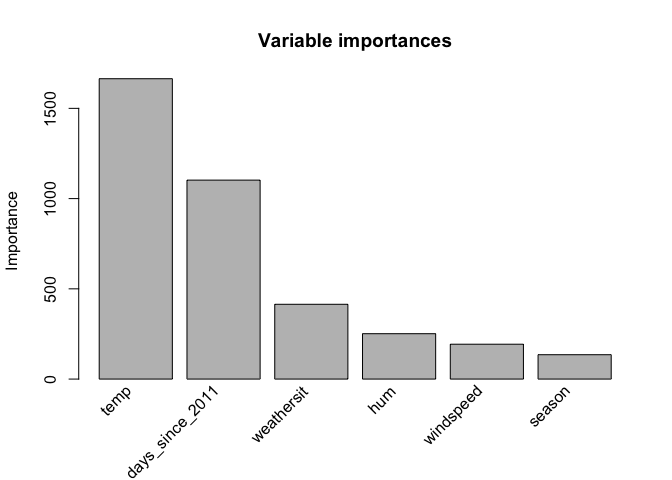 Variable importances
Importance
1500
1000
500
0
temp
days_since_2011
weathersit
hum
windspeed
season